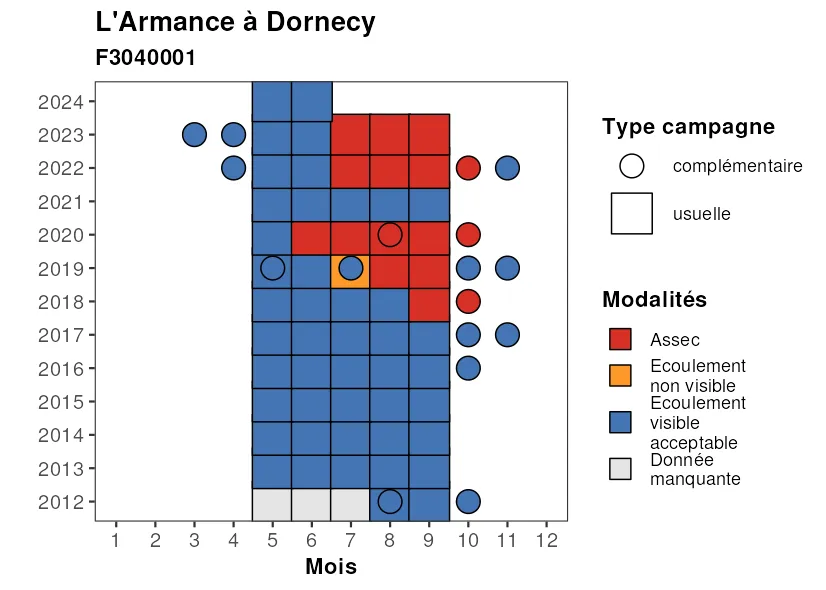 L'Armance à Dornecy
F3040001
2024
2023
2022
2021
2020
2019
2018
2017
2016
2015
2014
2013
2012
1 2 3 4 5 6 7 8 9 10 11 12
Mois
Type campagne
complémentaire
usuelle
Modalités
Assec
Ecoulement
non visible
Ecoulement
visible
acceptable
Donnée
manquante